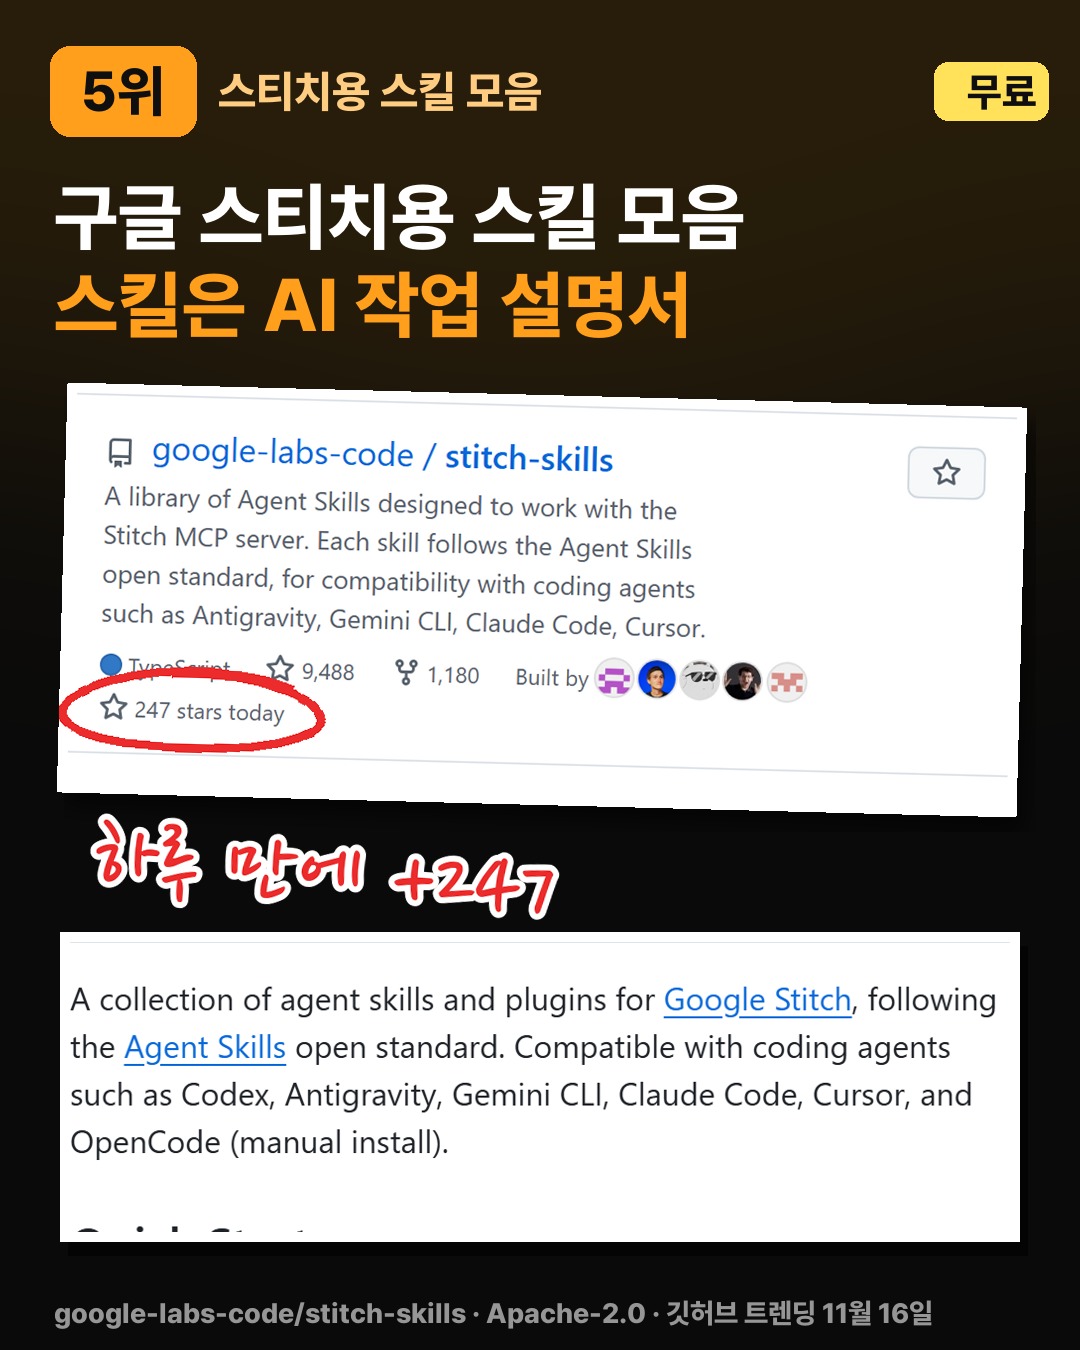 5위
스티치용 스킬 모음
무료
구글 스티치용 스킬 모음
스킬은 AI 작업 설명서
google-labs-code / stitch-skills
A library of Agent Skills designed to work with the
Stitch MCP server. Each skill follows the Agent Skills
open standard, for compatibility with coding agents
such as Antigravity, Gemini CLI, Claude Code, Cursor.
TypeScript 9,488 1,180 Built by
247 stars today
하루 만에 +247
A collection of agent skills and plugins for Google Stitch, following
the Agent Skills open standard. Compatible with coding agents
such as Codex, Antigravity, Gemini CLI, Claude Code, Cursor, and
OpenCode (manual install).
google-labs-code/stitch-skills · Apache-2.0 · 깃허브 트렌딩 11월 16일